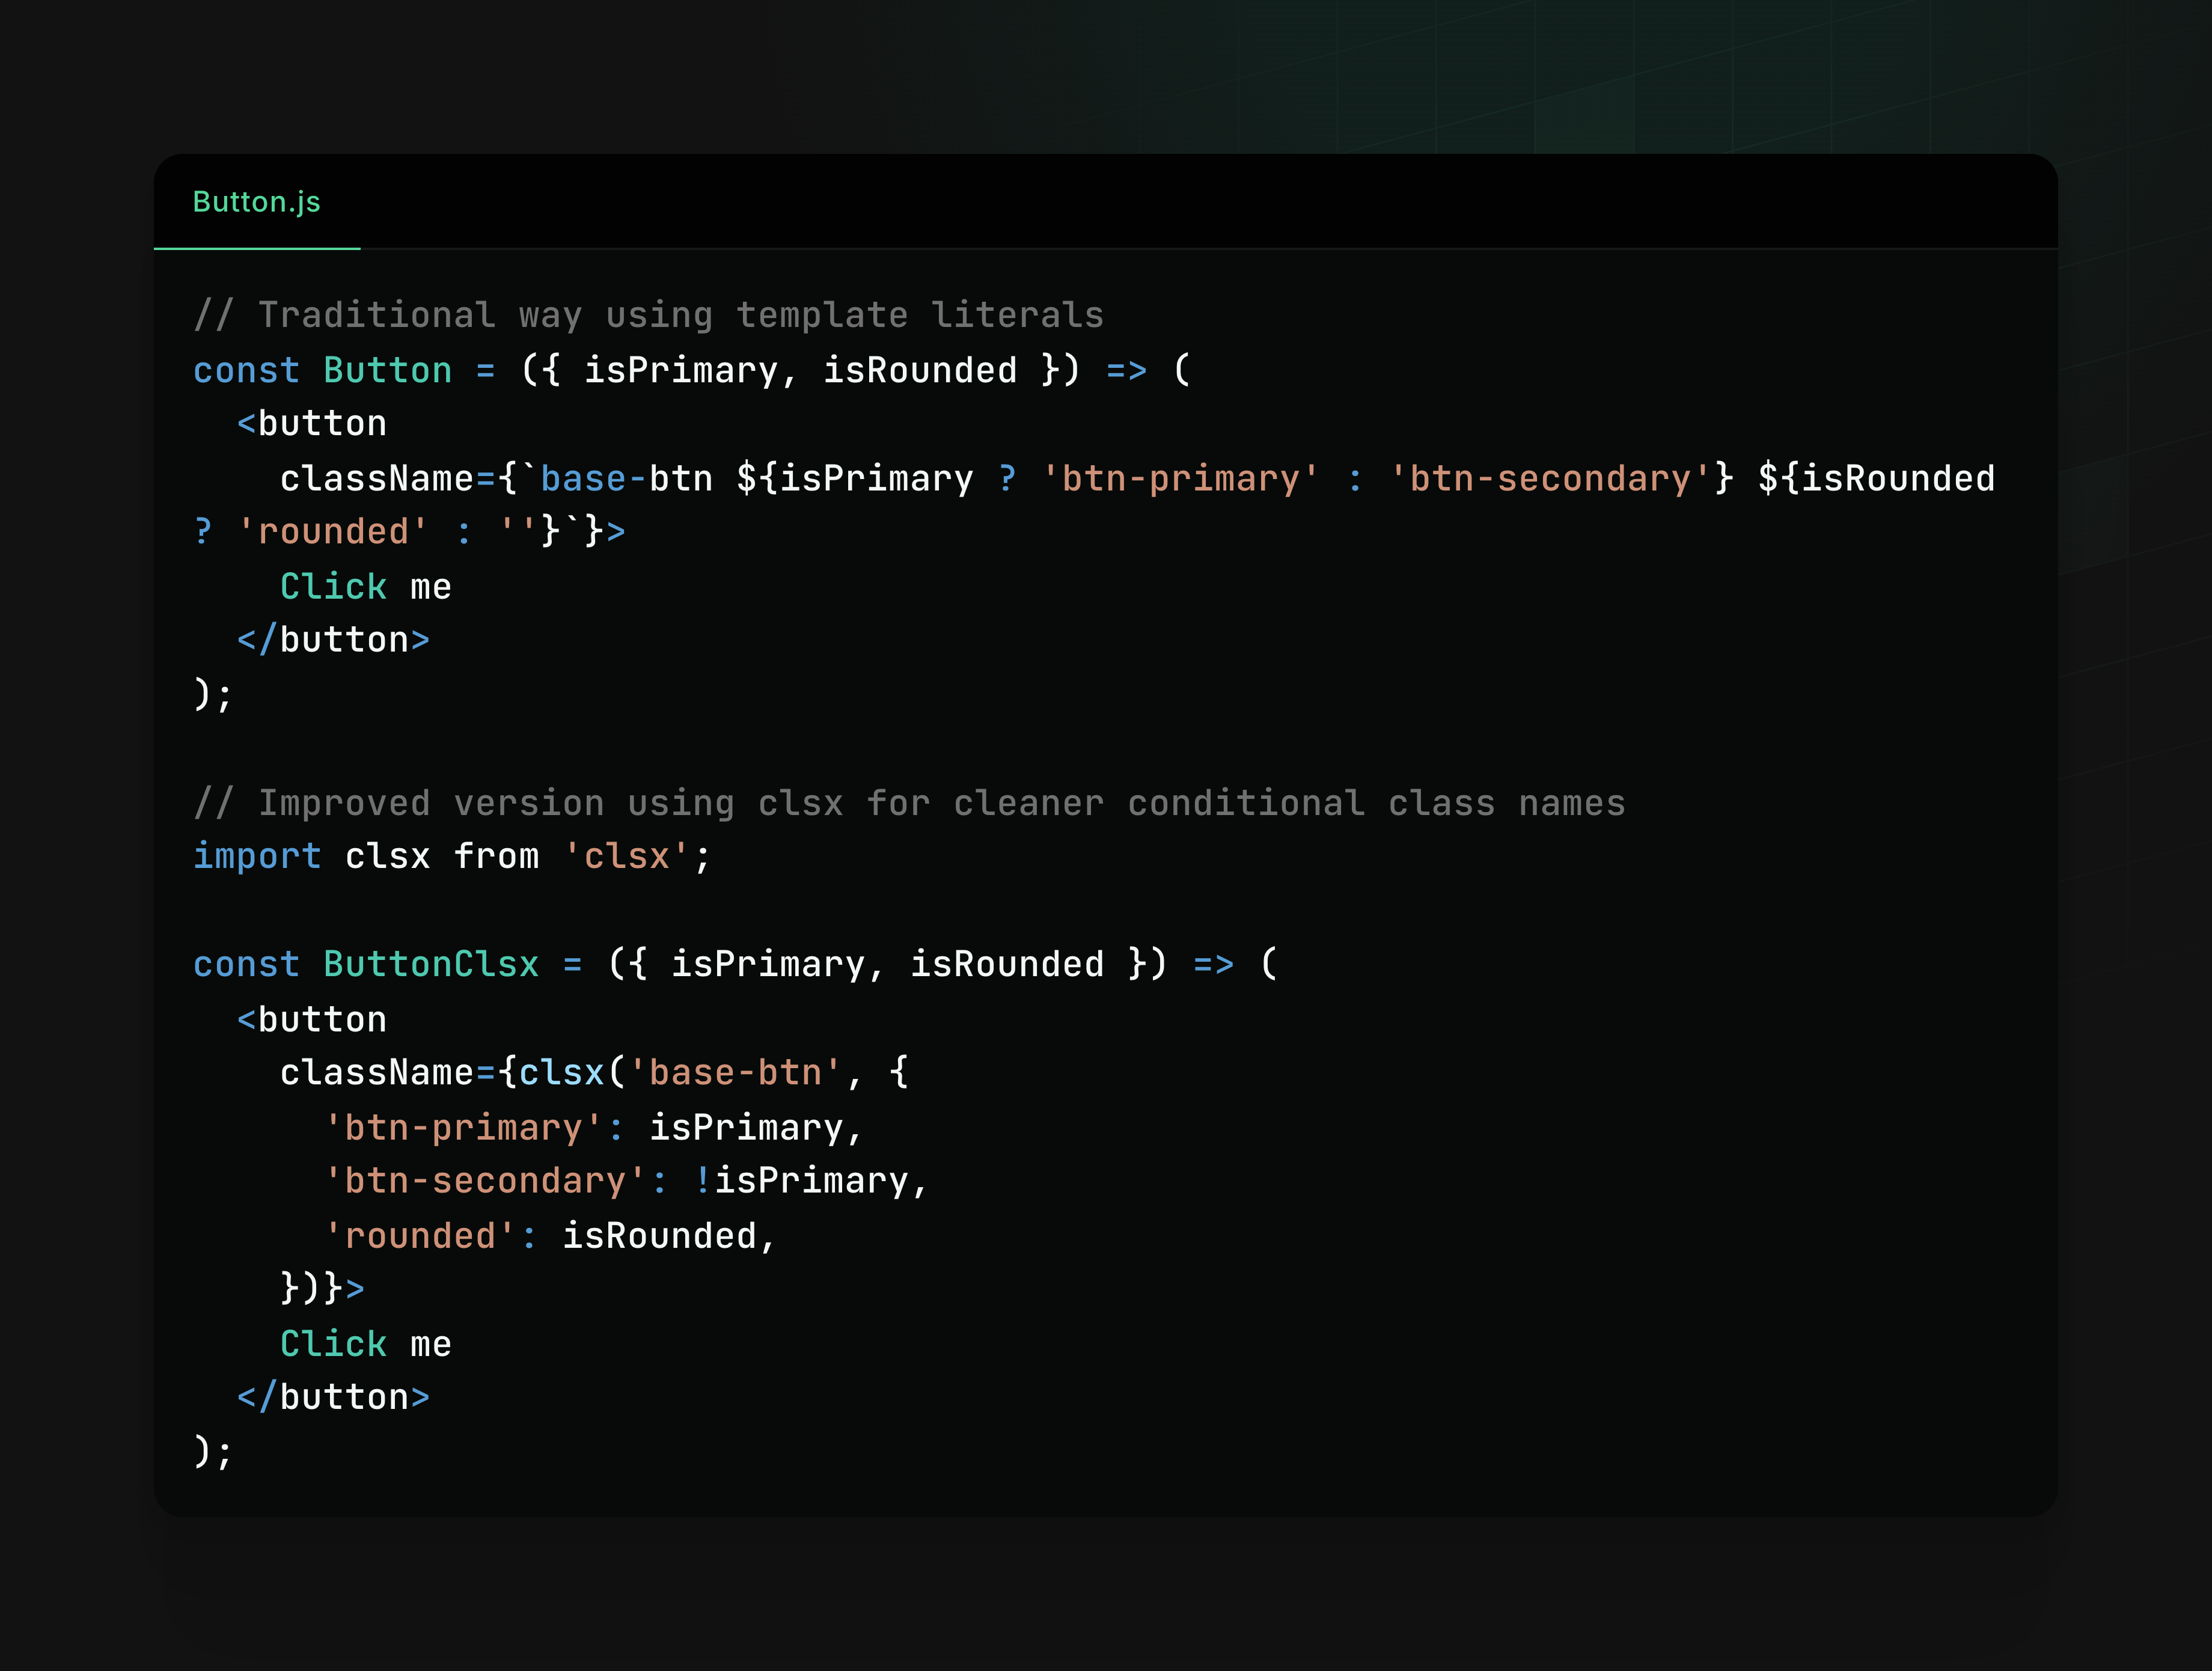 Button.js
// Traditional way using template literals
const Button = ({ isPrimary, isRounded }) => (
  <button
    className={`base-btn ${isPrimary ? 'btn-primary' : 'btn-secondary'} ${isRounded
? 'rounded' : ''}`}>
    Click me
  </button>
);

// Improved version using clsx for cleaner conditional class names
import clsx from 'clsx';

const ButtonClsx = ({ isPrimary, isRounded }) => (
  <button
    className={clsx('base-btn', {
      'btn-primary': isPrimary,
      'btn-secondary': !isPrimary,
      'rounded': isRounded,
    })}>
    Click me
  </button>
);